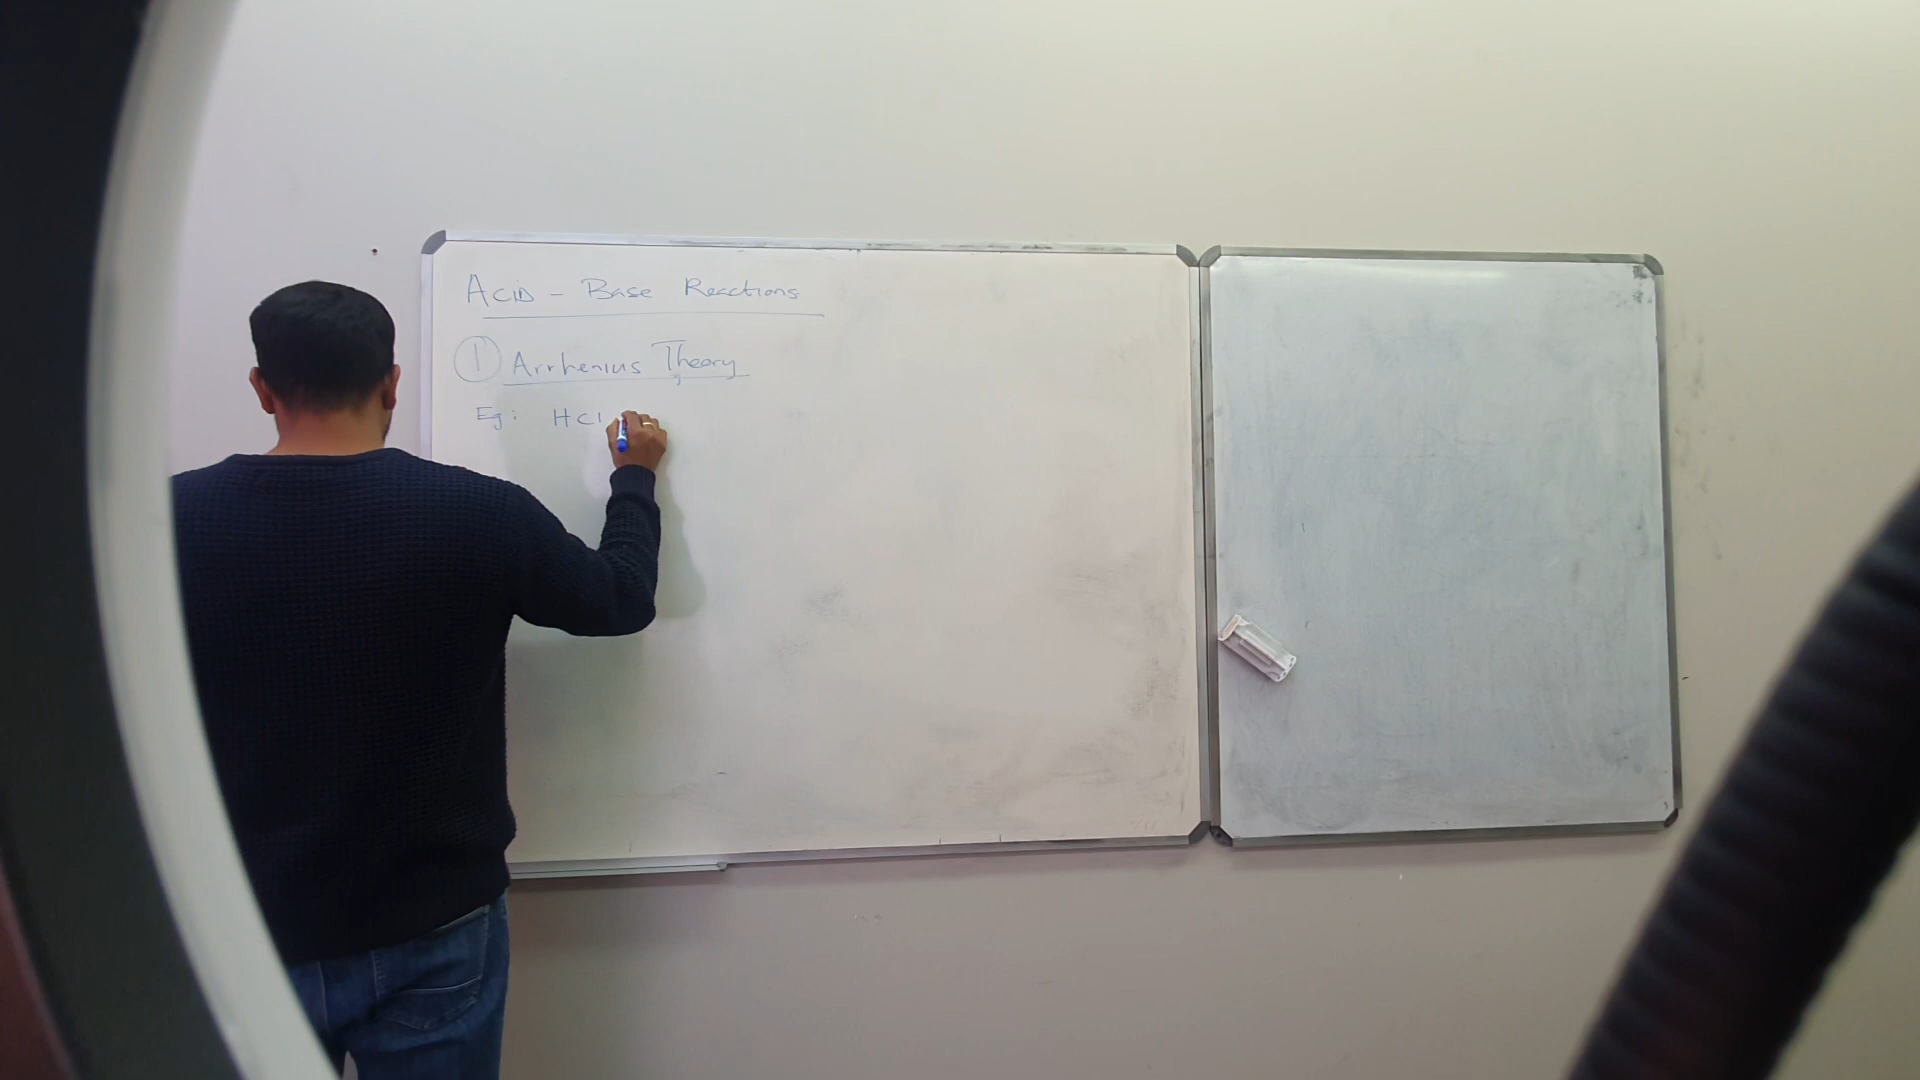 Acid - Base Reactions
① Arrhenius Theory
Eg: HCl